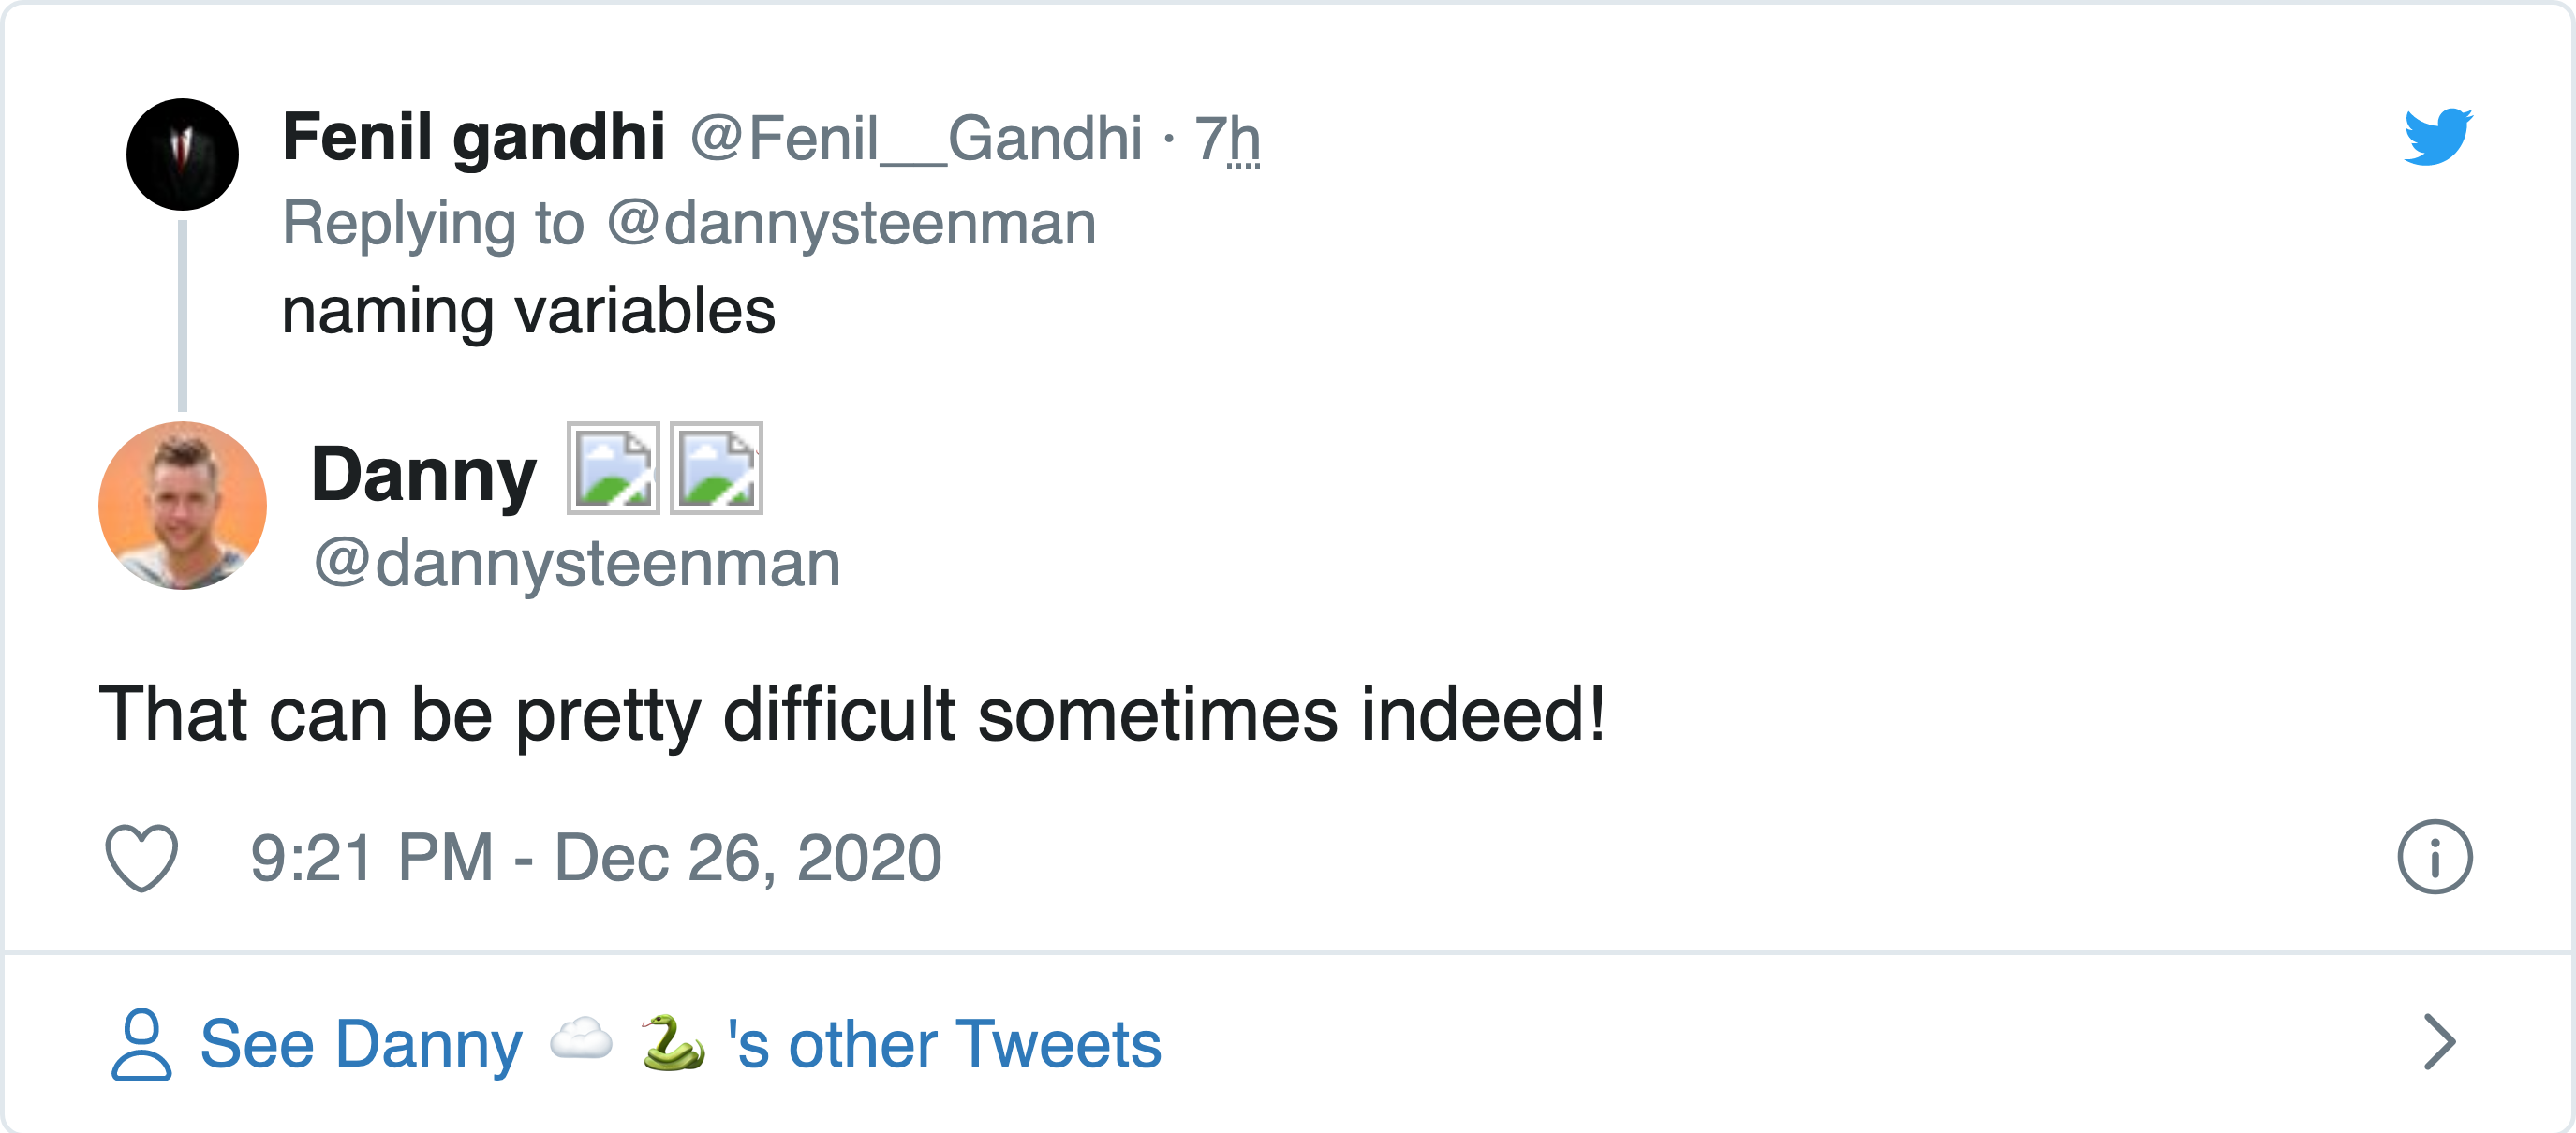 Fenil gandhi @Fenil__Gandhi · 7h
Replying to @dannysteenman
naming variables
Danny
@dannysteenman
That can be pretty difficult sometimes indeed!
9:21 PM - Dec 26, 2020
See Danny ☁️ 🐍 's other Tweets